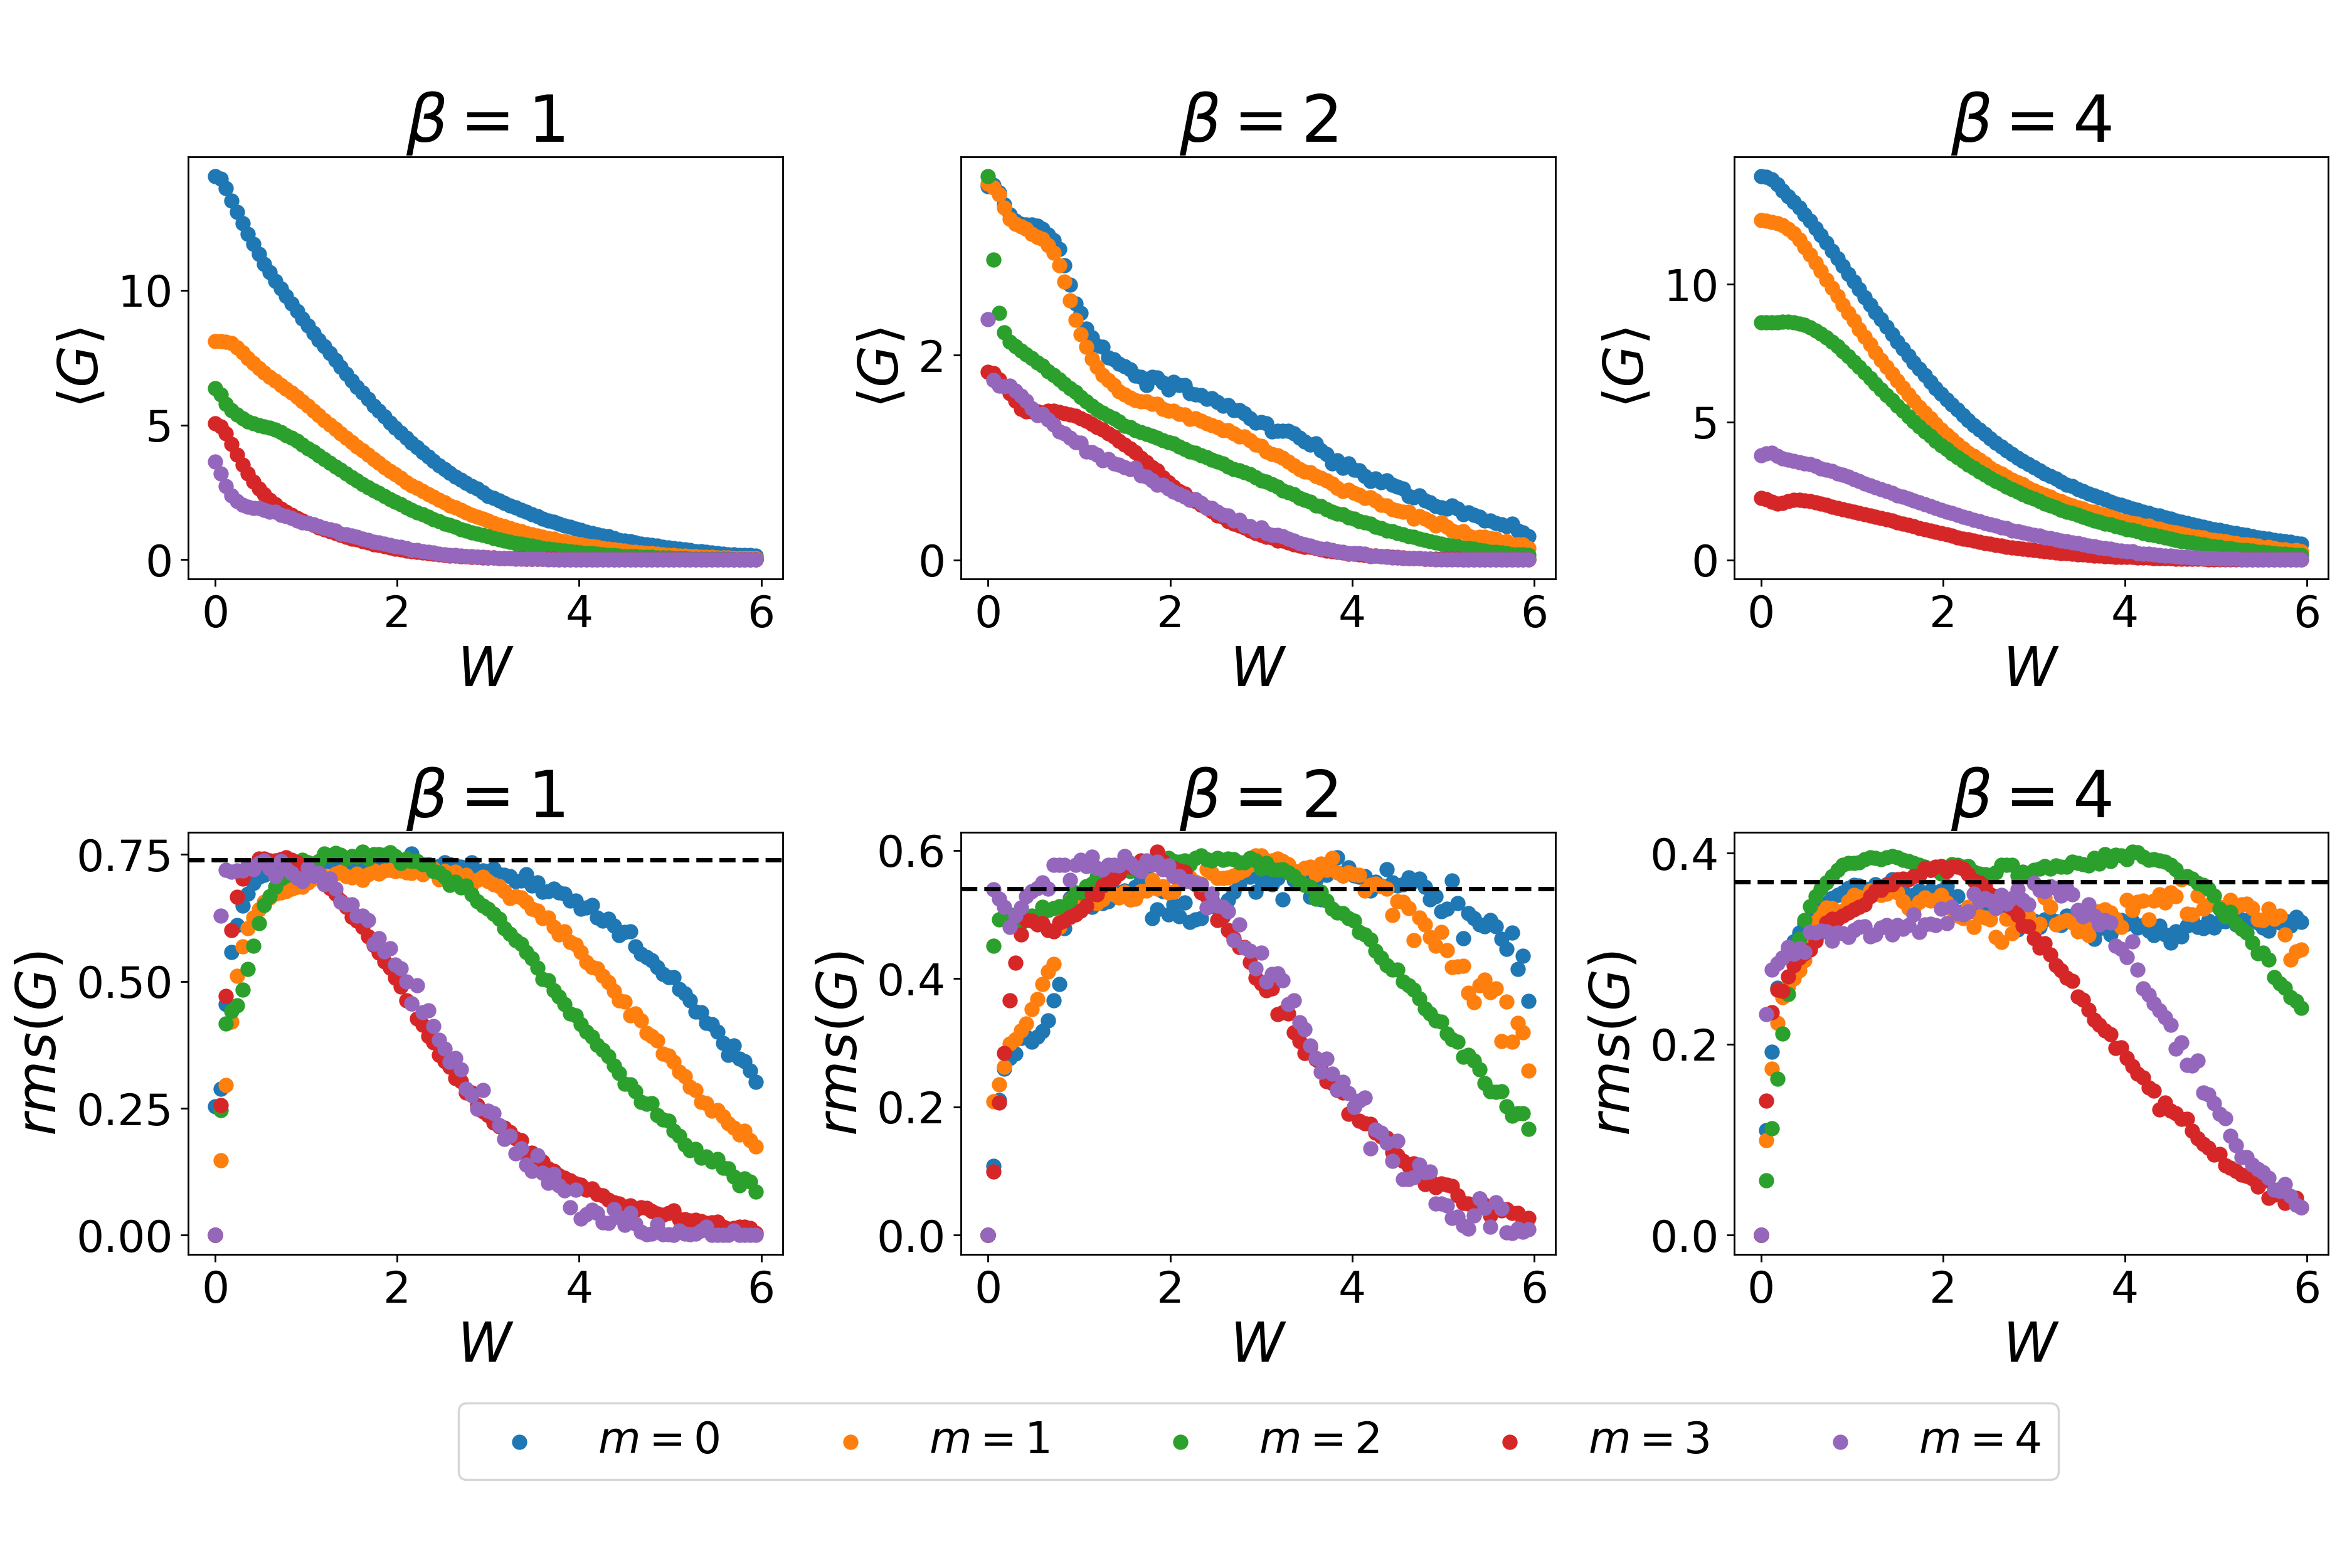 β = 1
⟨G⟩
10
5
0
0 2 4 6
W
β = 2
⟨G⟩
2
0
0 2 4 6
W
β = 4
⟨G⟩
10
5
0
0 2 4 6
W
β = 1
rms(G)
0.75
0.50
0.25
0.00
0 2 4 6
W
β = 2
rms(G)
0.6
0.4
0.2
0.0
0 2 4 6
W
β = 4
rms(G)
0.4
0.2
0.0
0 2 4 6
W
m = 0 m = 1 m = 2 m = 3 m = 4